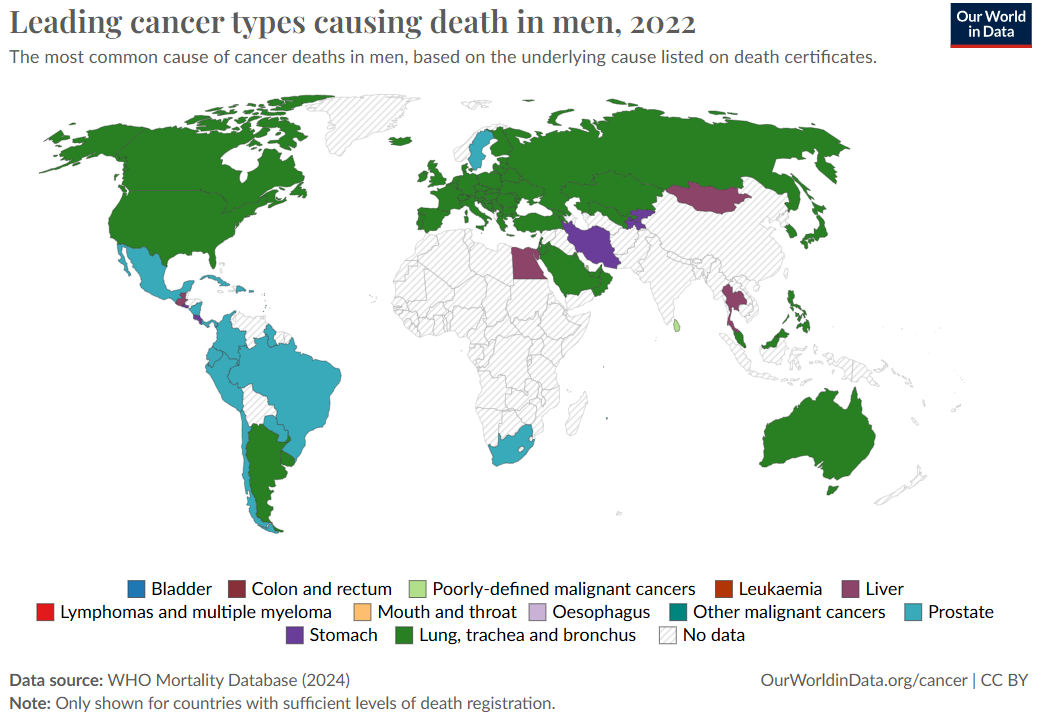 Leading cancer types causing death in men, 2022
Our World
in Data
The most common cause of cancer deaths in men, based on the underlying cause listed on death certificates.
Bladder Colon and rectum Poorly-defined malignant cancers Leukaemia Liver
Lymphomas and multiple myeloma Mouth and throat Oesophagus Other malignant cancers Prostate
Stomach Lung, trachea and bronchus No data
Data source: WHO Mortality Database (2024) OurWorldinData.org/cancer | CC BY
Note: Only shown for countries with sufficient levels of death registration.